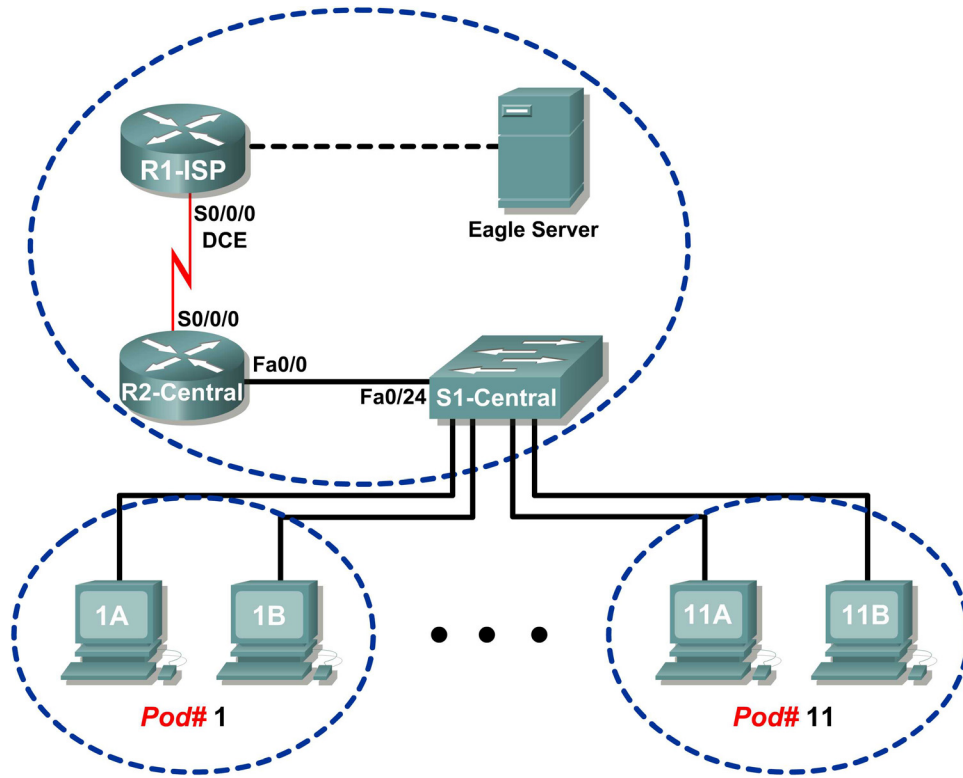 R1-ISP
S0/0/0
DCE
Eagle Server
S0/0/0
R2-Central
Fa0/0
Fa0/24
S1-Central
1A
1B
11A
11B
Pod# 1
Pod# 11